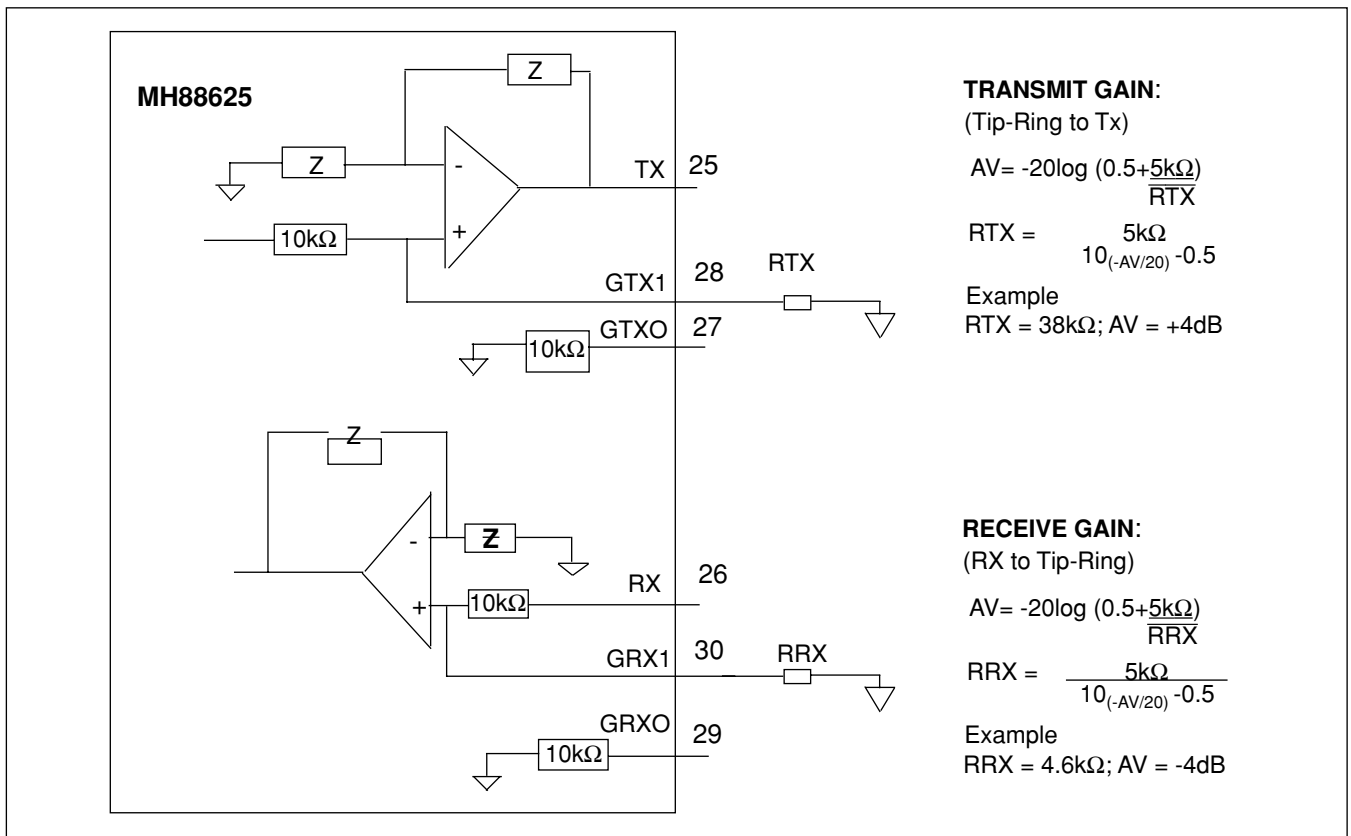 MH88625
Z
Z
-
+
10kΩ
TX 25
GTX1 28
RTX
GTXO 27
10kΩ
Z
-
Z
+
10kΩ
RX 26
GRX1 30
RRX
GRXO 29
10kΩ
TRANSMIT GAIN:
(Tip-Ring to Tx)
AV= -20log (0.5+5kΩ)
RTX
RTX = 5kΩ
10(-AV/20) -0.5
Example
RTX = 38kΩ; AV = +4dB
RECEIVE GAIN:
(RX to Tip-Ring)
AV= -20log (0.5+5kΩ)
RRX
RRX = 5kΩ
10(-AV/20) -0.5
Example
RRX = 4.6kΩ; AV = -4dB